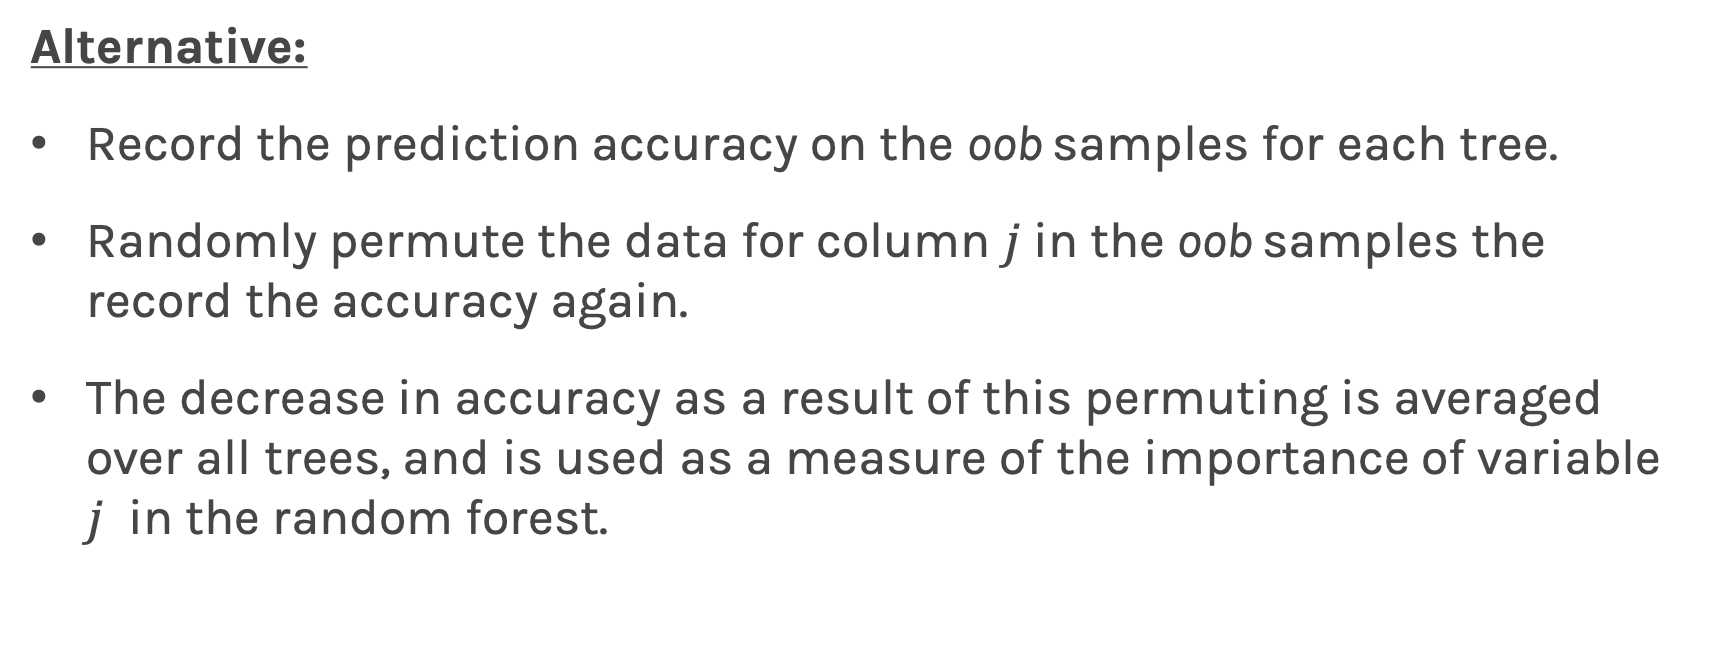 Alternative:
• Record the prediction accuracy on the oob samples for each tree.
• Randomly permute the data for column j in the oob samples the
record the accuracy again.
• The decrease in accuracy as a result of this permuting is averaged
over all trees, and is used as a measure of the importance of variable
j in the random forest.